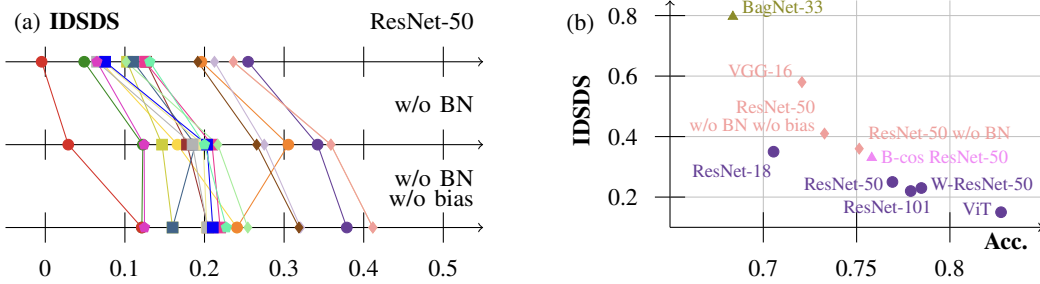 (a) IDSDS ResNet-50
w/o BN
w/o BN
w/o bias
0 0.1 0.2 0.3 0.4 0.5
(b)
IDSDS
0.8
0.6
0.4
0.2
BagNet-33
VGG-16
ResNet-50
w/o BN w/o bias
ResNet-50 w/o BN
B-cos ResNet-50
ResNet-18
ResNet-50
W-ResNet-50
ResNet-101
ViT
Acc.
0.7 0.75 0.8